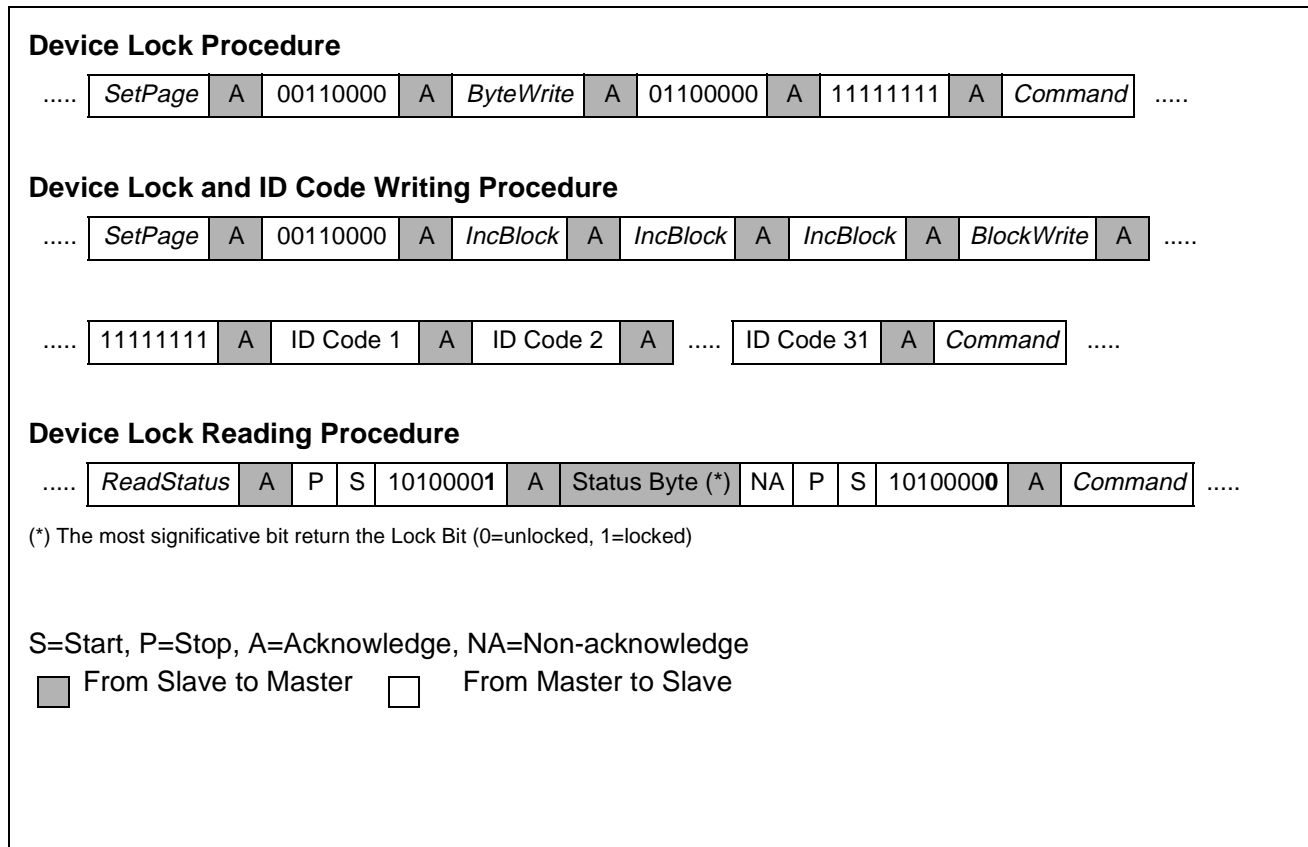 Device Lock Procedure
..... SetPage A 00110000 A ByteWrite A 01100000 A 11111111 A Command .....
Device Lock and ID Code Writing Procedure
..... SetPage A 00110000 A IncBlock A IncBlock A IncBlock A BlockWrite A .....
..... 11111111 A ID Code 1 A ID Code 2 A ..... ID Code 31 A Command .....
Device Lock Reading Procedure
..... ReadStatus A P S 10100001 A Status Byte (*) NA P S 10100000 A Command .....
(*) The most significative bit return the Lock Bit (0=unlocked, 1=locked)
S=Start, P=Stop, A=Acknowledge, NA=Non-acknowledge
From Slave to Master From Master to Slave